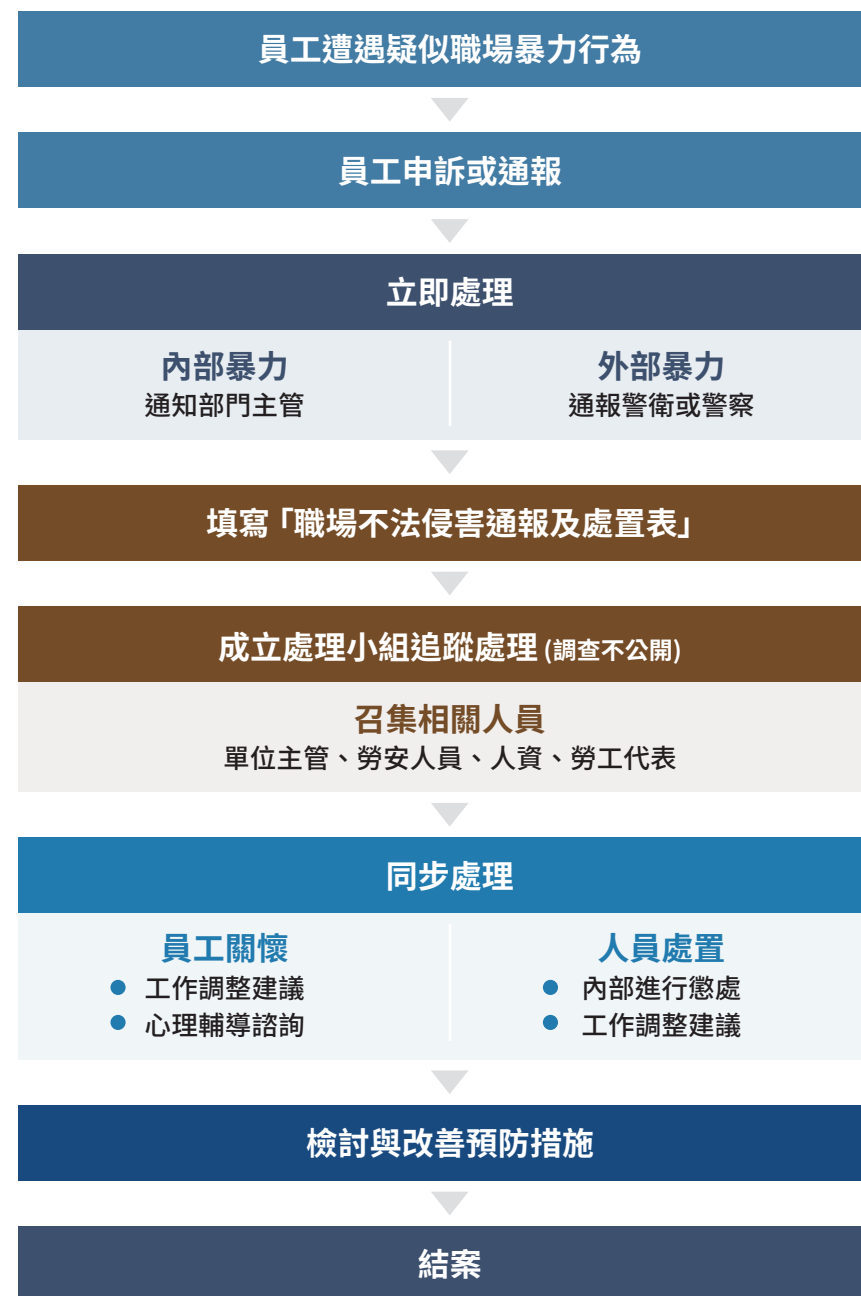 員工遭遇疑似職場暴力行為
員工申訴或通報
立即處理
內部暴力
通知部門主管
外部暴力
通報警衛或警察
填寫「職場不法侵害通報及處置表」
成立處理小組追蹤處理 (調查不公開)
召集相關人員
單位主管、勞安人員、人資、勞工代表
同步處理
員工關懷
● 工作調整建議
● 心理輔導諮詢
人員處置
● 內部進行懲處
● 工作調整建議
檢討與改善預防措施
結案